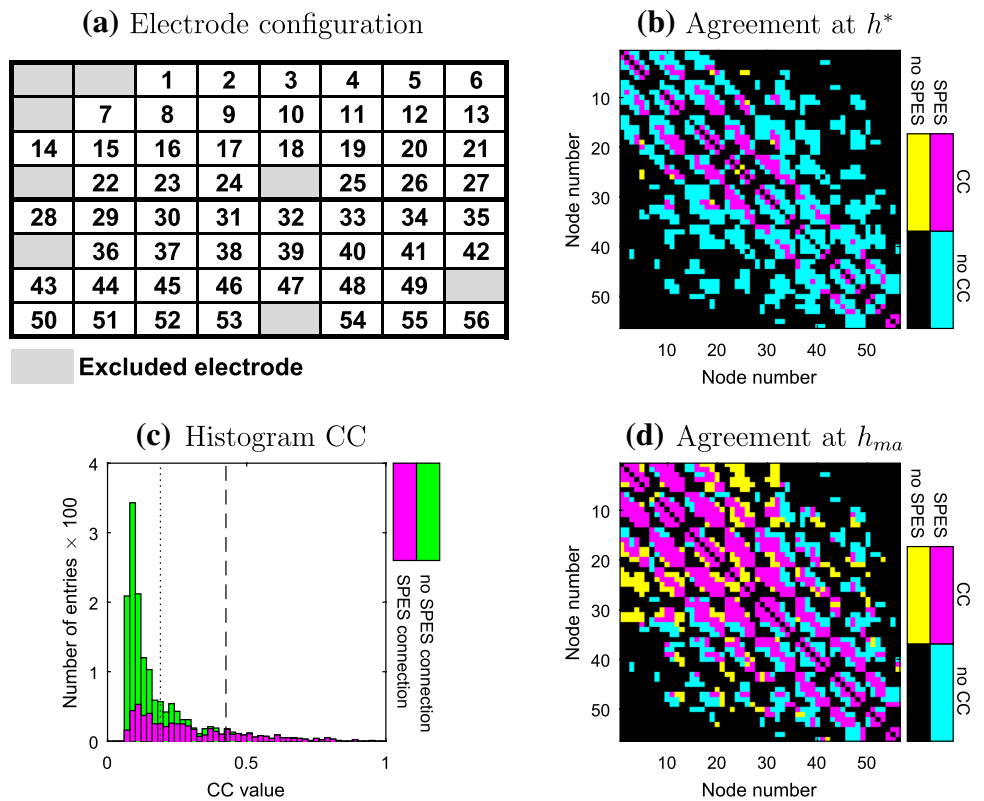 (a) Electrode configuration
1 2 3 4 5 6
7 8 9 10 11 12 13
14 15 16 17 18 19 20 21
22 23 24 25 26 27
28 29 30 31 32 33 34 35
36 37 38 39 40 41 42
43 44 45 46 47 48 49
50 51 52 53 54 55 56
Excluded electrode
(b) Agreement at h*
Node number
10
20
30
40
50
10 20 30 40 50
Node number
no SPES
SPES
CC
no CC
(c) Histogram CC
Number of entries × 100
4
3
2
1
0
0 0.5 1
CC value
SPES connection
no SPES connection
(d) Agreement at hma
Node number
10
20
30
40
50
10 20 30 40 50
Node number
no SPES
SPES
CC
no CC